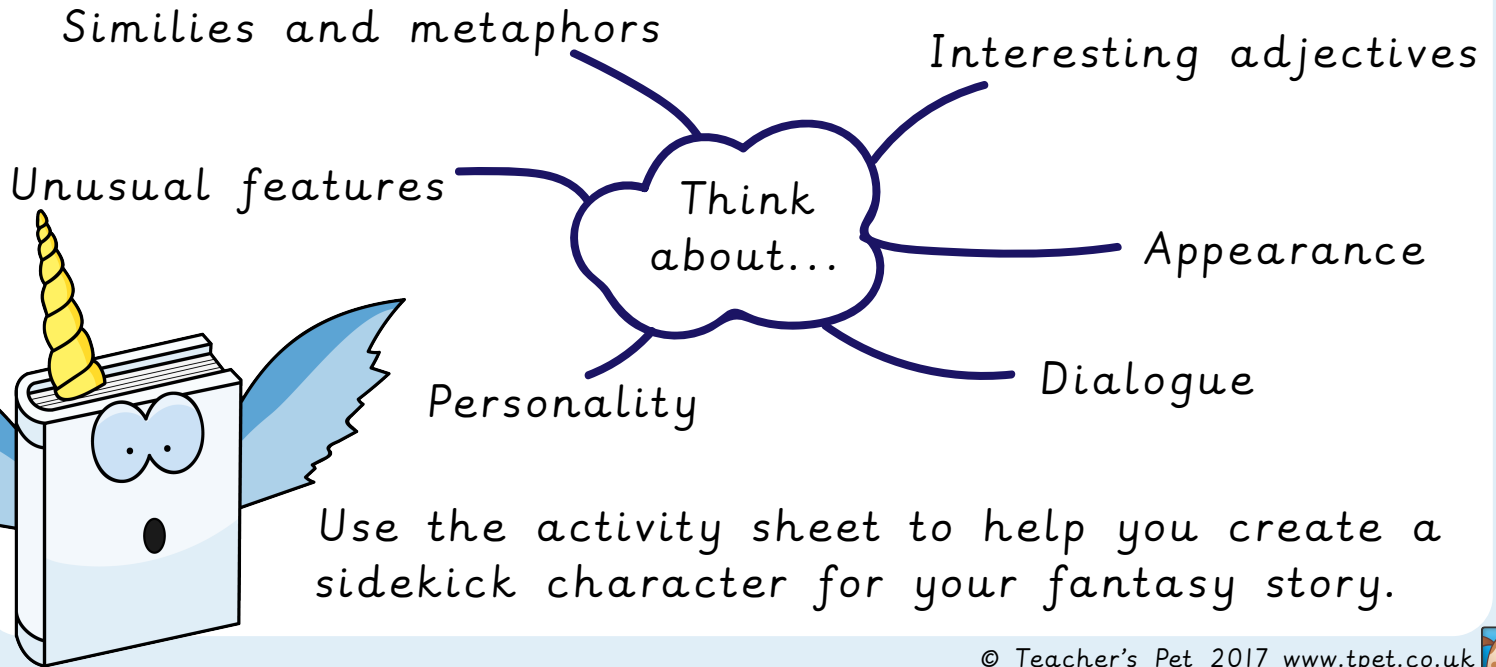 Similies and metaphors
Interesting adjectives
Unusual features
Think
about...
Appearance
Personality
Dialogue
Use the activity sheet to help you create a
sidekick character for your fantasy story.
© Teacher's Pet 2017 www.tpet.co.uk